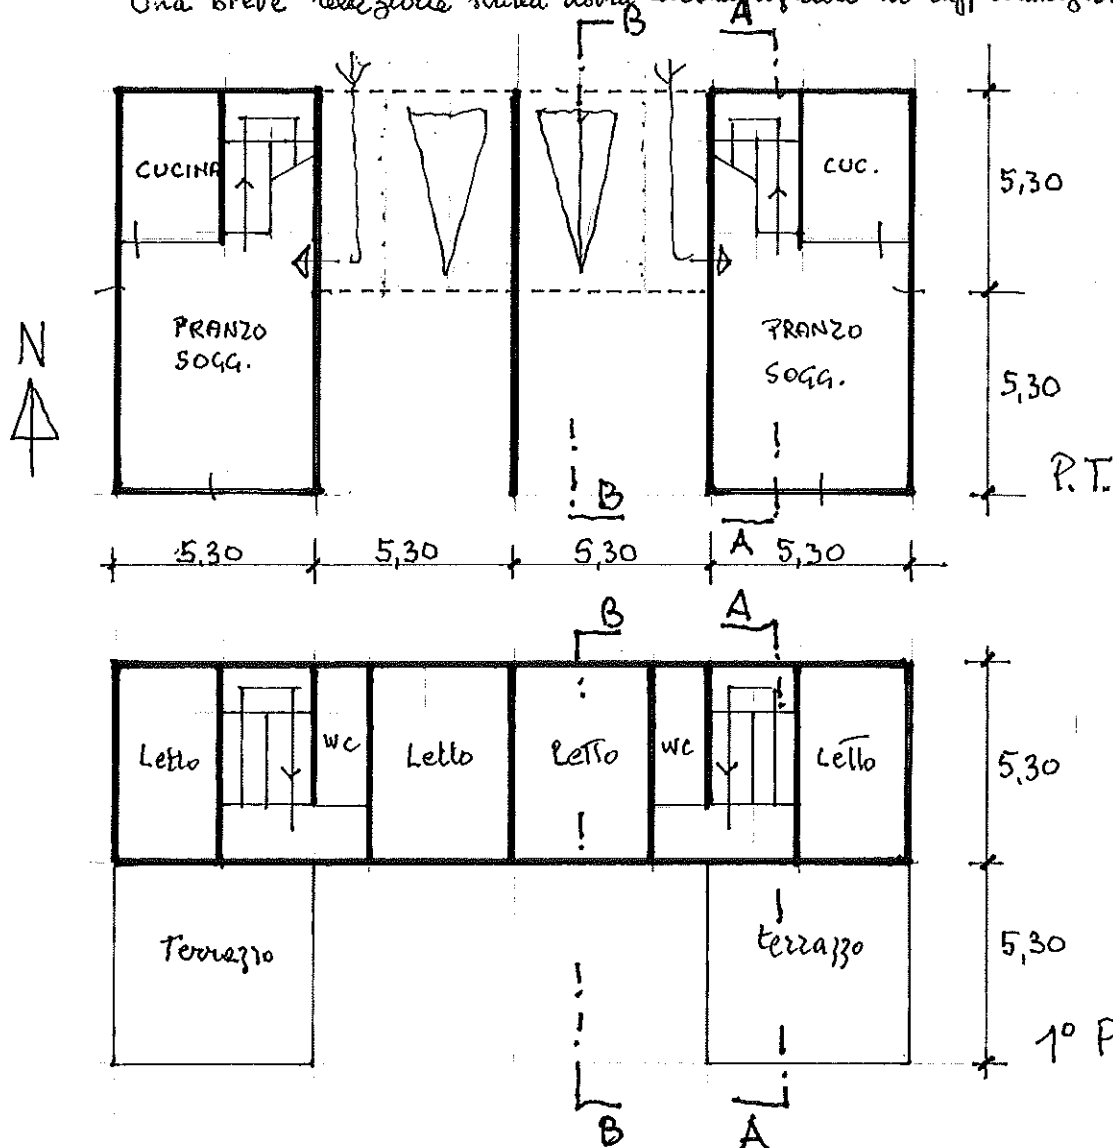 Una breve relazione
B A
CUCINA CUC.
5,30
N
PRANZO
SOGG.
PRANZO
SOGG.
5,30
P.T.
B
A
5,30 5,30 5,30 5,30
B A
Letto WC Letto Letto WC Letto
5,30
Terrazzo terrazzo
5,30
1° P
B A